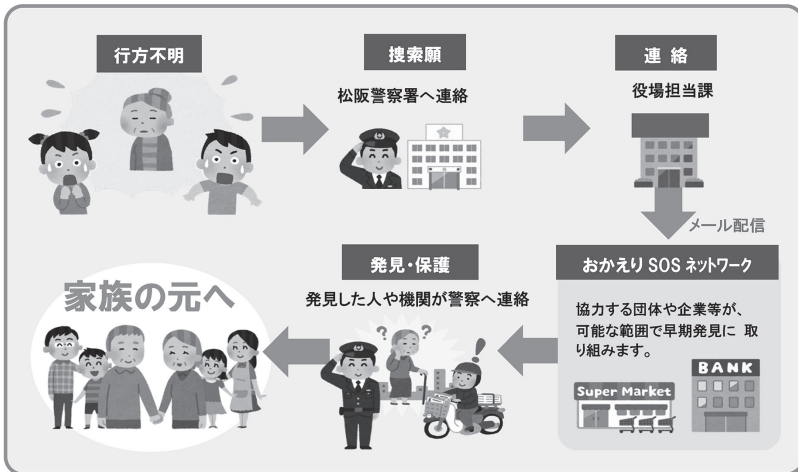 行方不明
捜索願
松阪警察署へ連絡
連 絡
役場担当課
メール配信
おかえり SOS ネットワーク
協力する団体や企業等が、
可能な範囲で早期発見に 取
り組みます。
Super Market
BANK
発見・保護
発見した人や機関が警察へ連絡
家族の元へ